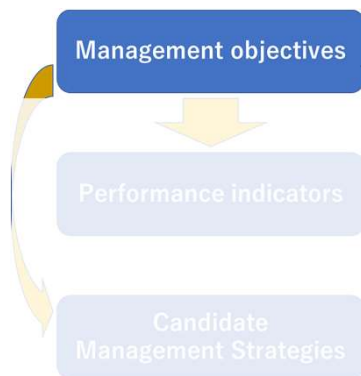 Management objectives
Performance indicators
Candidate
Management Strategies